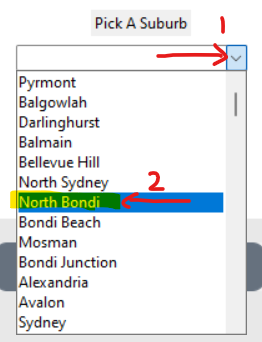 Pick A Suburb
1
Pyrmont
Balgowlah
Darlinghurst
Balmain
Bellevue Hill
North Sydney
2
North Bondi
Bondi Beach
Mosman
Bondi Junction
Alexandria
Avalon
Sydney